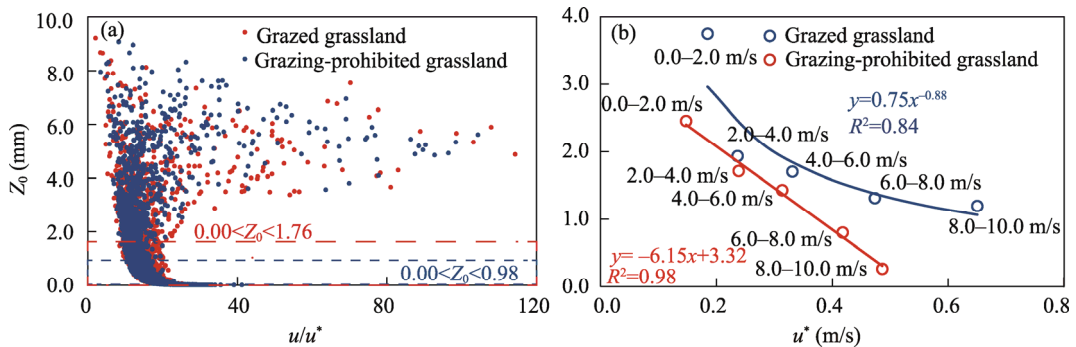 (a)
Grazed grassland
Grazing-prohibited grassland
10.0
8.0
6.0
4.0
2.0
0.0
Z₀ (mm)
0.00<Z₀<1.76
0.00<Z₀<0.98
0
40
80
120
u/u*
(b)
Grazed grassland
Grazing-prohibited grassland
4.0
3.0
2.0
1.0
0.0
0.0–2.0 m/s
0.0–2.0 m/s
y=0.75x⁻⁰·⁸⁸
R²=0.84
2.0–4.0 m/s
4.0–6.0 m/s
2.0–4.0 m/s
6.0–8.0 m/s
4.0–6.0 m/s
8.0–10.0 m/s
6.0–8.0 m/s
y= –6.15x+3.32
8.0–10.0 m/s
R²=0.98
0.0
0.2
0.4
0.6
0.8
u* (m/s)